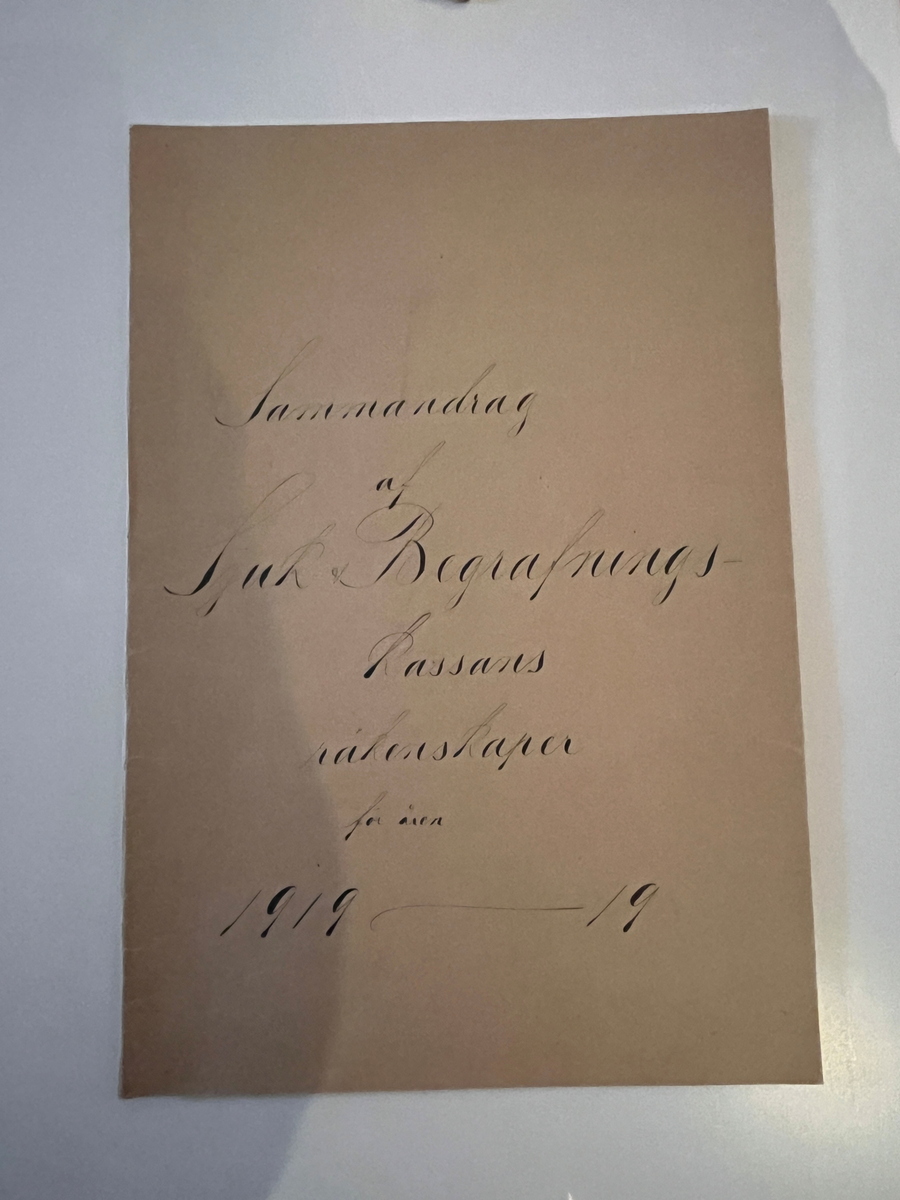 Sammandrag
af
Sjuk & Begrafnings-
kassans
räkenskaper
för åren
1919 — 19